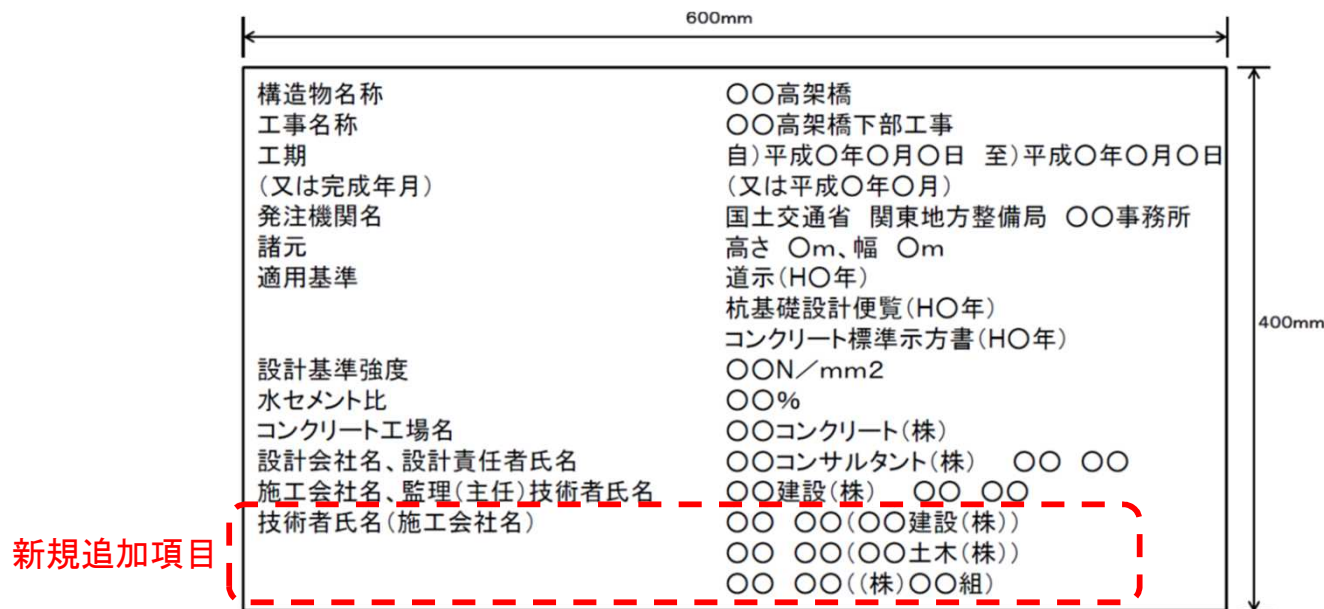 600mm
構造物名称 〇〇高架橋
工事名称 〇〇高架橋下部工事
工期 自)平成〇年〇月〇日 至)平成〇年〇月〇日
(又は完成年月) (又は平成〇年〇月)
発注機関名 国土交通省 関東地方整備局 〇〇事務所
諸元 高さ 〇m、幅 〇m
適用基準 道示(H〇年)
杭基礎設計便覧(H〇年)
400mm
コンクリート標準示方書(H〇年)
設計基準強度 〇〇N/mm2
水セメント比 〇〇%
コンクリート工場名 〇〇コンクリート(株)
設計会社名、設計責任者氏名 〇〇コンサルタント(株) 〇〇 〇〇
施工会社名、監理(主任)技術者氏名 〇〇建設(株) 〇〇 〇〇
技術者氏名(施工会社名) 〇〇 〇〇(〇〇建設(株))
新規追加項目 〇〇 〇〇(〇〇土木(株))
〇〇 〇〇((株)〇〇組)